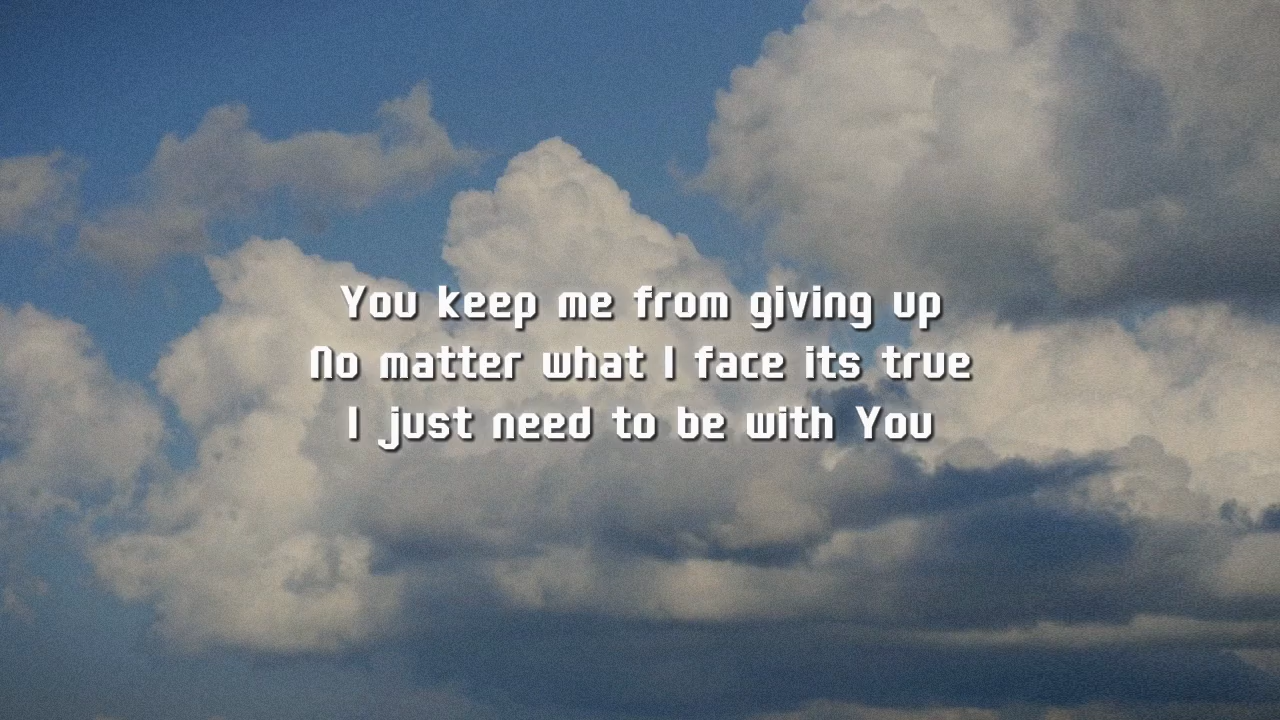 You keep me from giving up
No matter what I face its true
I just need to be with You